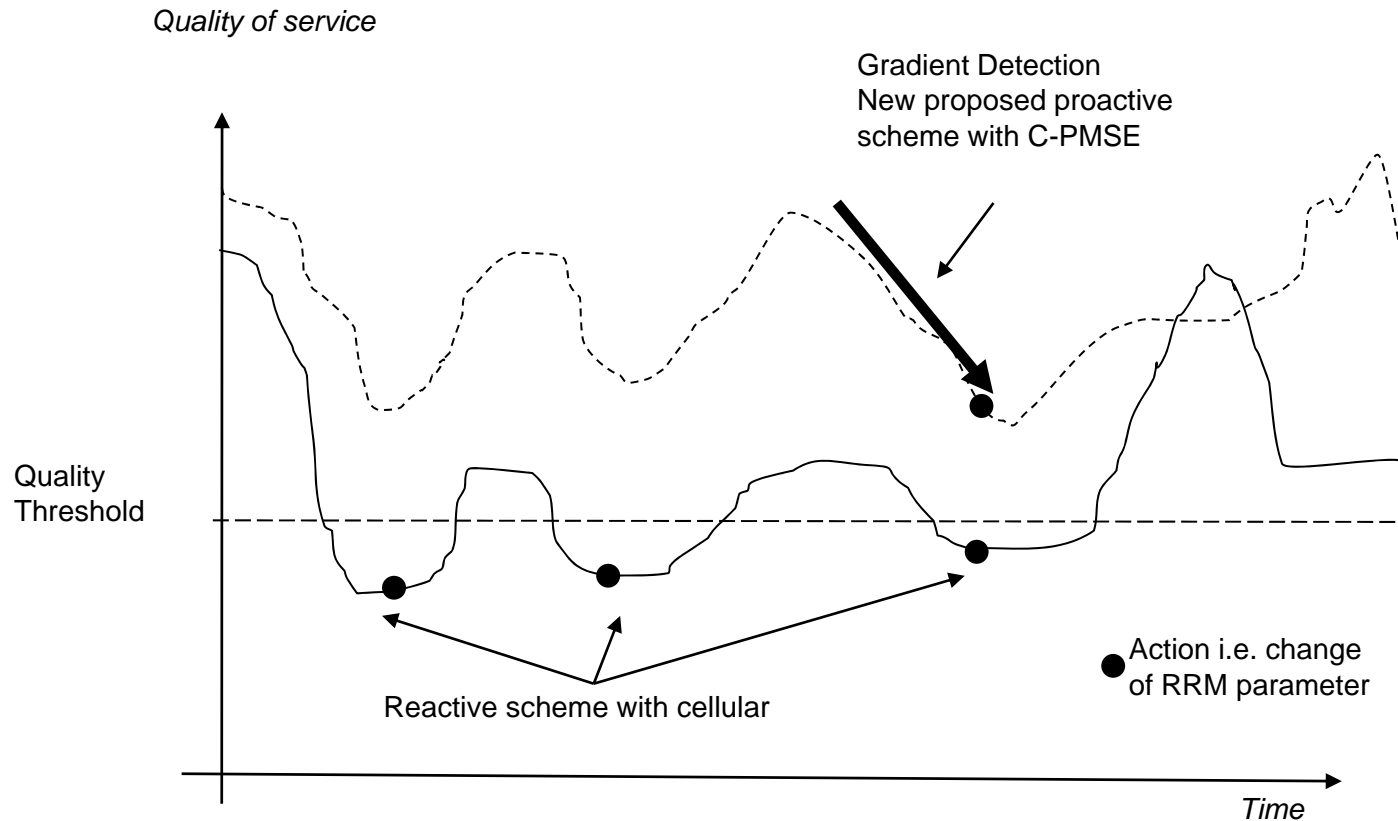 Quality of service
Gradient Detection
New proposed proactive
scheme with C-PMSE
Quality
Threshold
Action i.e. change
of RRM parameter
Reactive scheme with cellular
Time